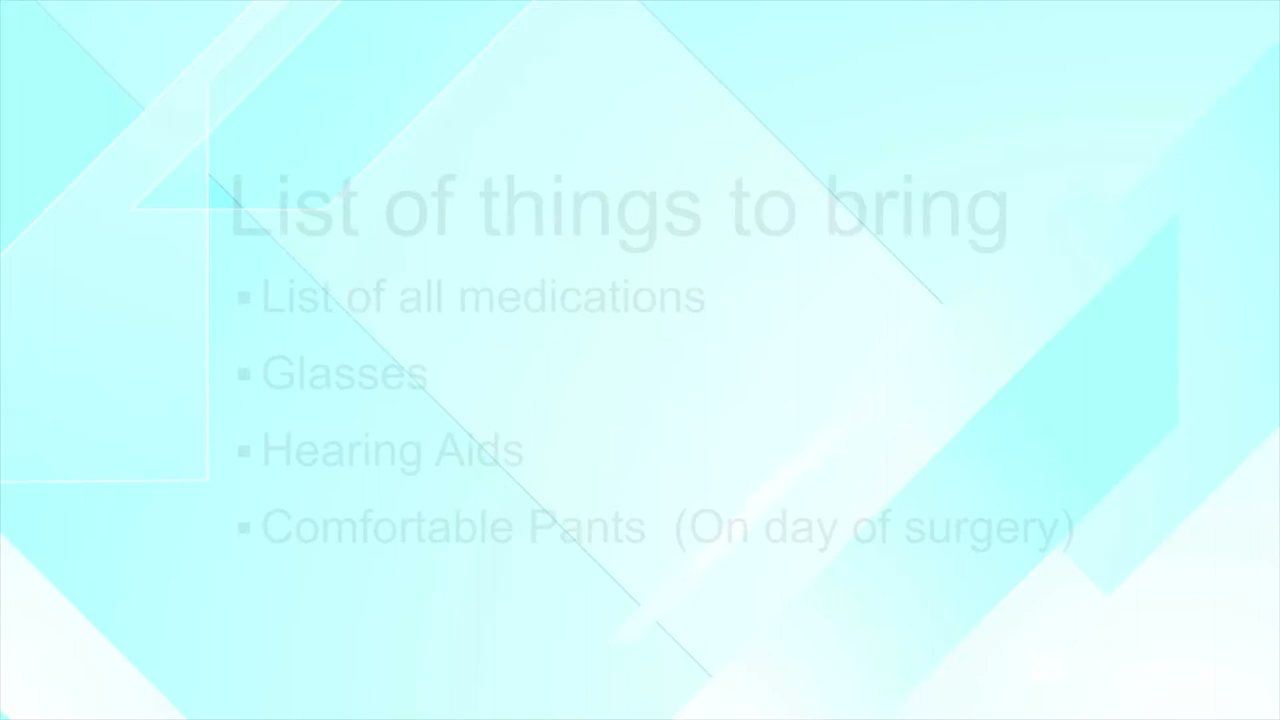 List of things to bring
▪ List of all medications
▪ Glasses
▪ Hearing Aids
▪ Comfortable Pants (On day of surgery)